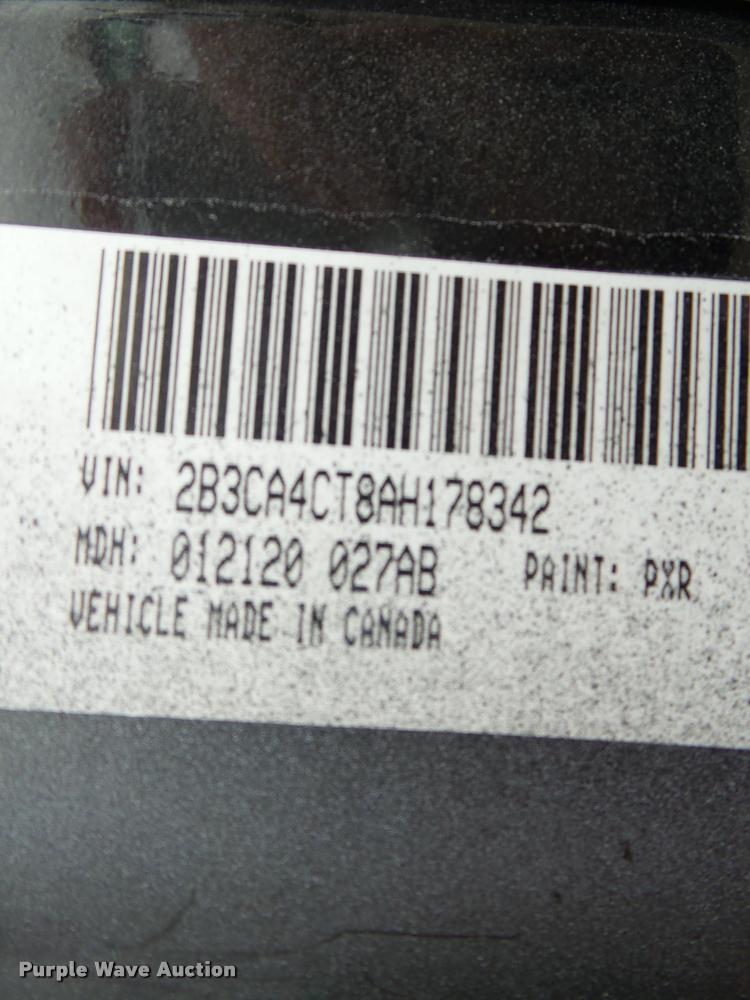 VIN: 2B3CA4CT8AH178342
MDH: 012120 027AB PAINT: PXR
VEHICLE MADE IN CANADA
Purple Wave Auction